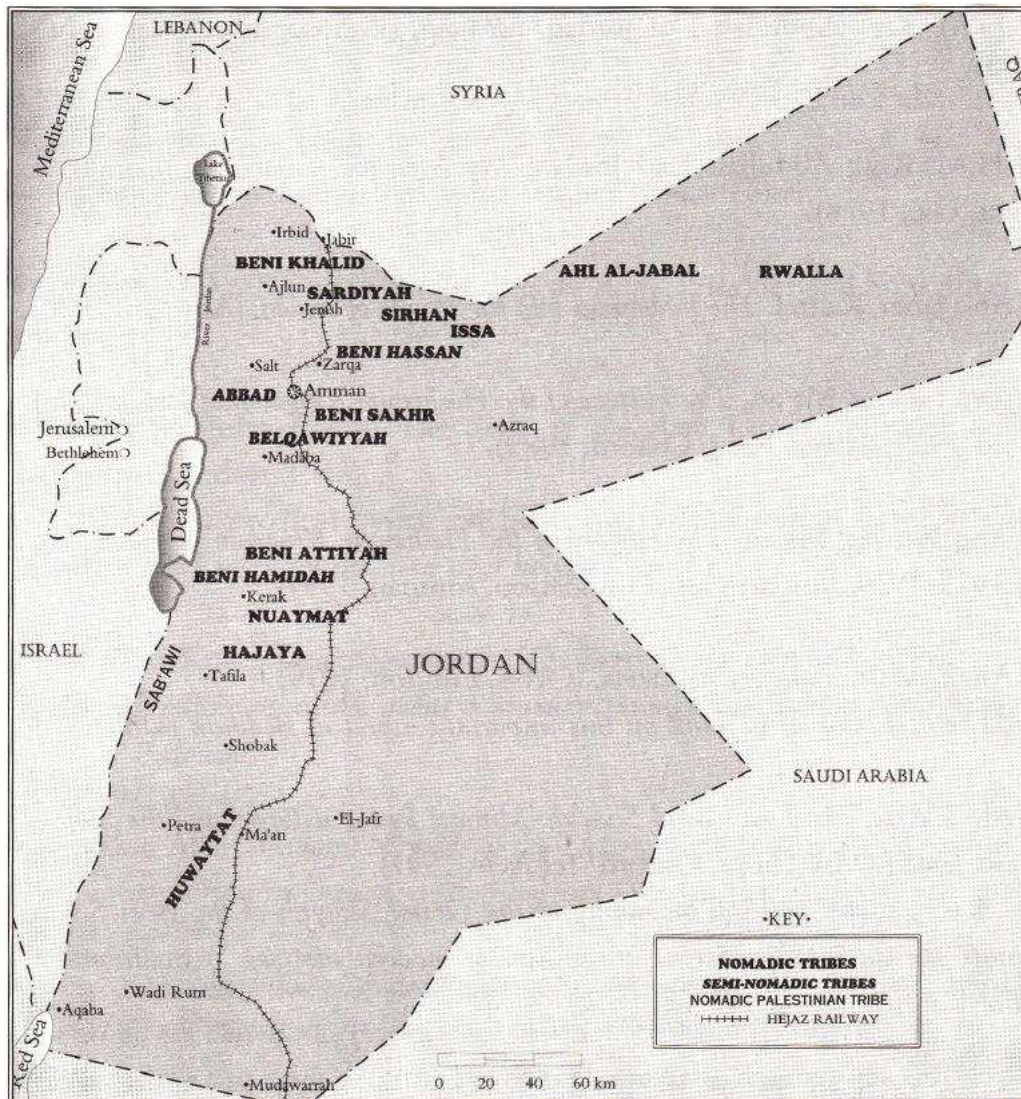 LEBANON
Mediterranean Sea
SYRIA
Lake
Irbid
Jabir
BENI KHALID
AHL AL-JABAL
RWALLA
Ajlun
SARDIYAH
Jerash
SIRHAN
ISSA
River Jordan
BENI HASSAN
Salt
Zarqa
ABBAD
Amman
BENI SAKHR
Azraq
Jerusalem
BELQAWIYYAH
Bethlehem
Madaba
Dead Sea
BENI ATTIYAH
BENI HAMIDAH
Kerak
NUAYMAT
ISRAEL
HAJAYA
JORDAN
SAB'AWI
Tafila
Shobak
SAUDI ARABIA
Petra
HUWAYTAT
Ma'an
El-Jafr
•KEY•
NOMADIC TRIBES
SEMI-NOMADIC TRIBES
NOMADIC PALESTINIAN TRIBE
HEJAZ RAILWAY
Wadi Rum
Aqaba
Red Sea
Mudawarrah
0 20 40 60 km